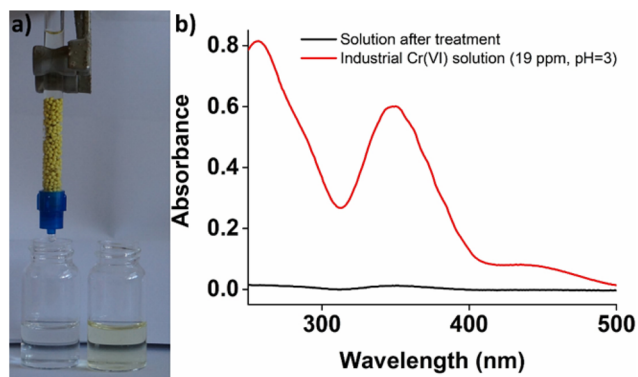 a)
b)
Solution after treatment
Industrial Cr(VI) solution (19 ppm, pH=3)
Absorbance
0.8
0.6
0.4
0.2
0.0
300
400
500
Wavelength (nm)